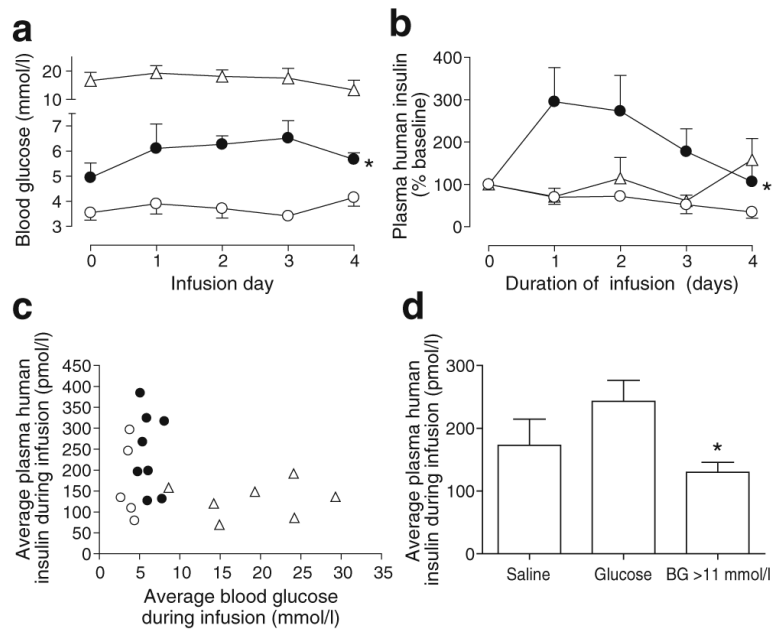 a
Blood glucose (mmol/l)
20
10
7
6
5
4
3
*
0 1 2 3 4
Infusion day
b
Plasma human insulin
(% baseline)
400
300
200
100
0
*
0 1 2 3 4
Duration of infusion (days)
c
Average plasma human
insulin during infusion (pmol/l)
450
400
350
300
250
200
150
100
50
0
0 5 10 15 20 25 30 35
Average blood glucose
during infusion (mmol/l)
d
Average plasma human
insulin during infusion (pmol/l)
300
200
100
0
*
Saline Glucose BG >11 mmol/l